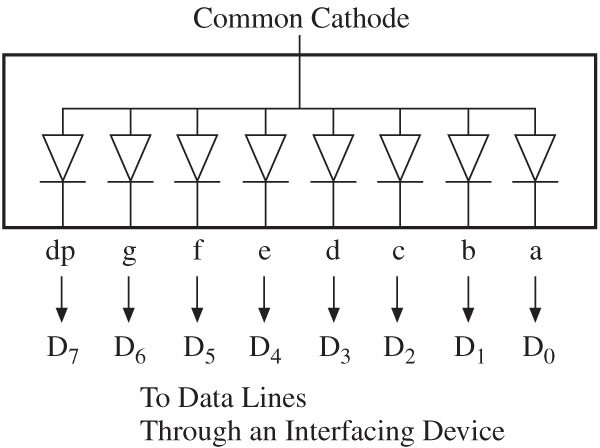 Common Cathode
dp g f e d c b a
D₇ D₆ D₅ D₄ D₃ D₂ D₁ D₀
To Data Lines
Through an Interfacing Device